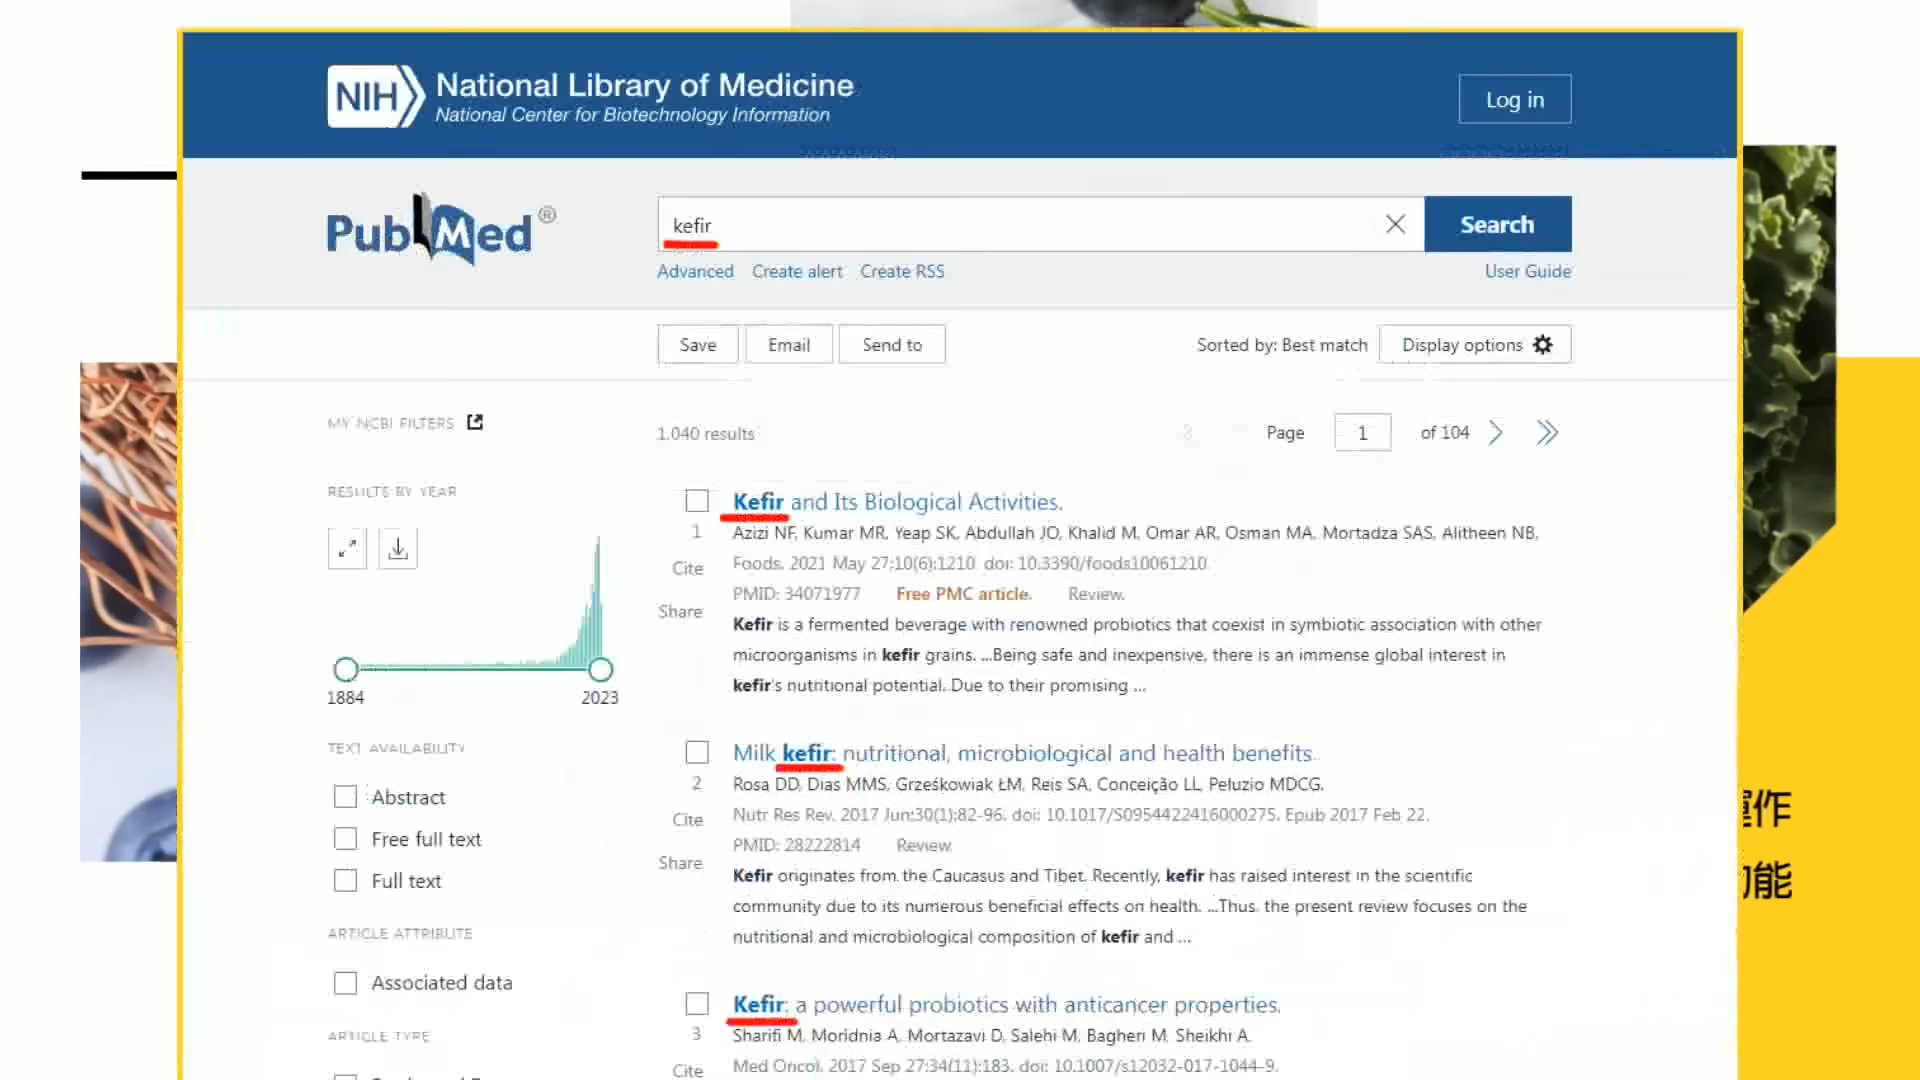 NIH National Library of Medicine
National Center for Biotechnology Information
Log in
PubMed®
kefir
Search
Advanced Create alert Create RSS
User Guide
Save Email Send to
Sorted by: Best match Display options
MY NCBI FILTERS
1,040 results
Page 1 of 104
RESULTS BY YEAR
1884 2023
TEXT AVAILABILITY
Abstract
Free full text
Full text
ARTICLE ATTRIBUTE
Associated data
ARTICLE TYPE
Kefir and Its Biological Activities.
1
Azizi NF, Kumar MR, Yeap SK, Abdullah JO, Khalid M, Omar AR, Osman MA, Mortadza SAS, Alitheen NB.
Cite
Foods. 2021 May 27;10(6):1210. doi: 10.3390/foods10061210.
PMID: 34071977 Free PMC article. Review.
Share
Kefir is a fermented beverage with renowned probiotics that coexist in symbiotic association with other
microorganisms in kefir grains. ...Being safe and inexpensive, there is an immense global interest in
kefir's nutritional potential. Due to their promising ...
Milk kefir: nutritional, microbiological and health benefits.
2
Rosa DD, Dias MMS, Grześkowiak ŁM, Reis SA, Conceição LL, Peluzio MDCG.
Cite
Nutr Res Rev. 2017 Jun;30(1):82-96. doi: 10.1017/S0954422416000275. Epub 2017 Feb 22.
PMID: 28222814 Review.
Share
Kefir originates from the Caucasus and Tibet. Recently, kefir has raised interest in the scientific
community due to its numerous beneficial effects on health. ...Thus, the present review focuses on the
nutritional and microbiological composition of kefir and ...
Kefir: a powerful probiotics with anticancer properties.
3
Sharifi M, Moridnia A, Mortazavi D, Salehi M, Bagheri M, Sheikhi A.
Cite
Med Oncol. 2017 Sep 27;34(11):183. doi: 10.1007/s12032-017-1044-9.
運作
功能